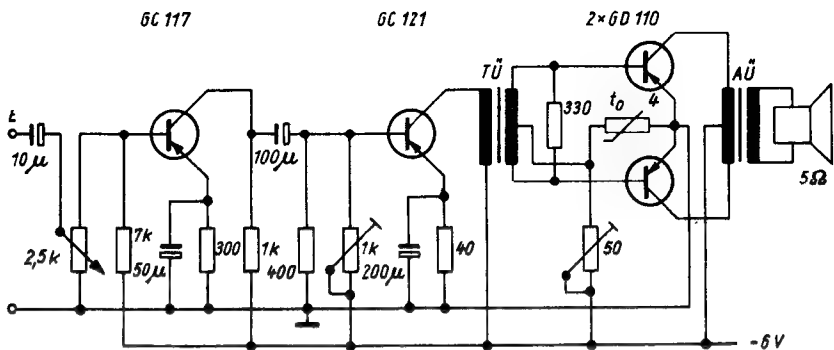 GC 117
GC 121
2×GD 110
TÜ
AÜ
E
10µ
100µ
330
t₀
4
5Ω
2,5k
7k
50µ
300
1k
400
1k
200µ
40
50
-6V